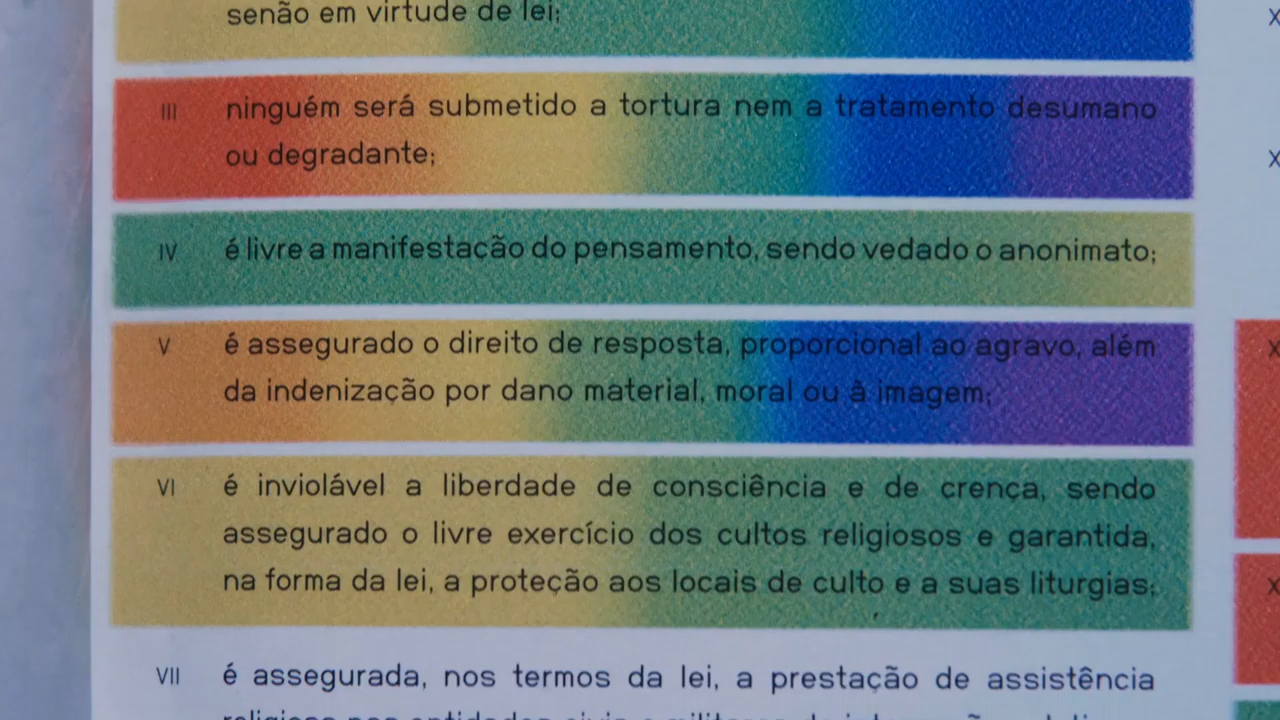 senão em virtude de lei;
III ninguém será submetido a tortura nem a tratamento desumano
ou degradante;
IV é livre a manifestação do pensamento, sendo vedado o anonimato;
V é assegurado o direito de resposta, proporcional ao agravo, além
da indenização por dano material, moral ou à imagem;
VI é inviolável a liberdade de consciência e de crença, sendo
assegurado o livre exercício dos cultos religiosos e garantida,
na forma da lei, a proteção aos locais de culto e a suas liturgias;
VII é assegurada, nos termos da lei, a prestação de assistência